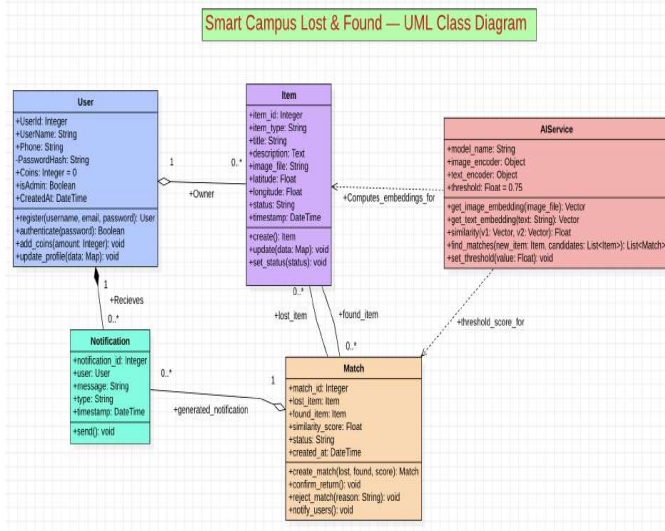 Smart Campus Lost & Found — UML Class Diagram
User
+UserId: Integer
+UserName: String
+Phone: String
-PasswordHash: String
+Coins: Integer = 0
+isAdmin: Boolean
+CreatedAt: DateTime
+register(username, email, password): User
+authenticate(password): Boolean
+add_coins(amount: Integer): void
+update_profile(data: Map): void
1
0..*
+Owner
Item
+item_id: Integer
+item_type: String
+title: String
+description: Text
+image_file: String
+latitude: Float
+longitude: Float
+status: String
+timestamp: DateTime
+create(): Item
+update(data: Map): void
+set_status(status): void
+Computes_embeddings_for
AIService
+model_name: String
+image_encoder: Object
+text_encoder: Object
+threshold: Float = 0.75
+get_image_embedding(image_file): Vector
+get_text_embedding(text: String): Vector
+similarity(v1: Vector, v2: Vector): Float
+find_matches(new_item: Item, candidates: List<Item>): List<Match>
+set_threshold(value: Float): void
1
+Recieves
0..*
0..*
+lost_item
+found_item
0..*
+threshold_score_for
Notification
+notification_id: Integer
+user: User
+message: String
+type: String
+timestamp: DateTime
+send(): void
0..*
1
+generated_notification
Match
+match_id: Integer
+lost_item: Item
+found_item: Item
+similarity_score: Float
+status: String
+created_at: DateTime
+create_match(lost, found, score): Match
+confirm_return(): void
+reject_match(reason: String): void
+notify_users(): void